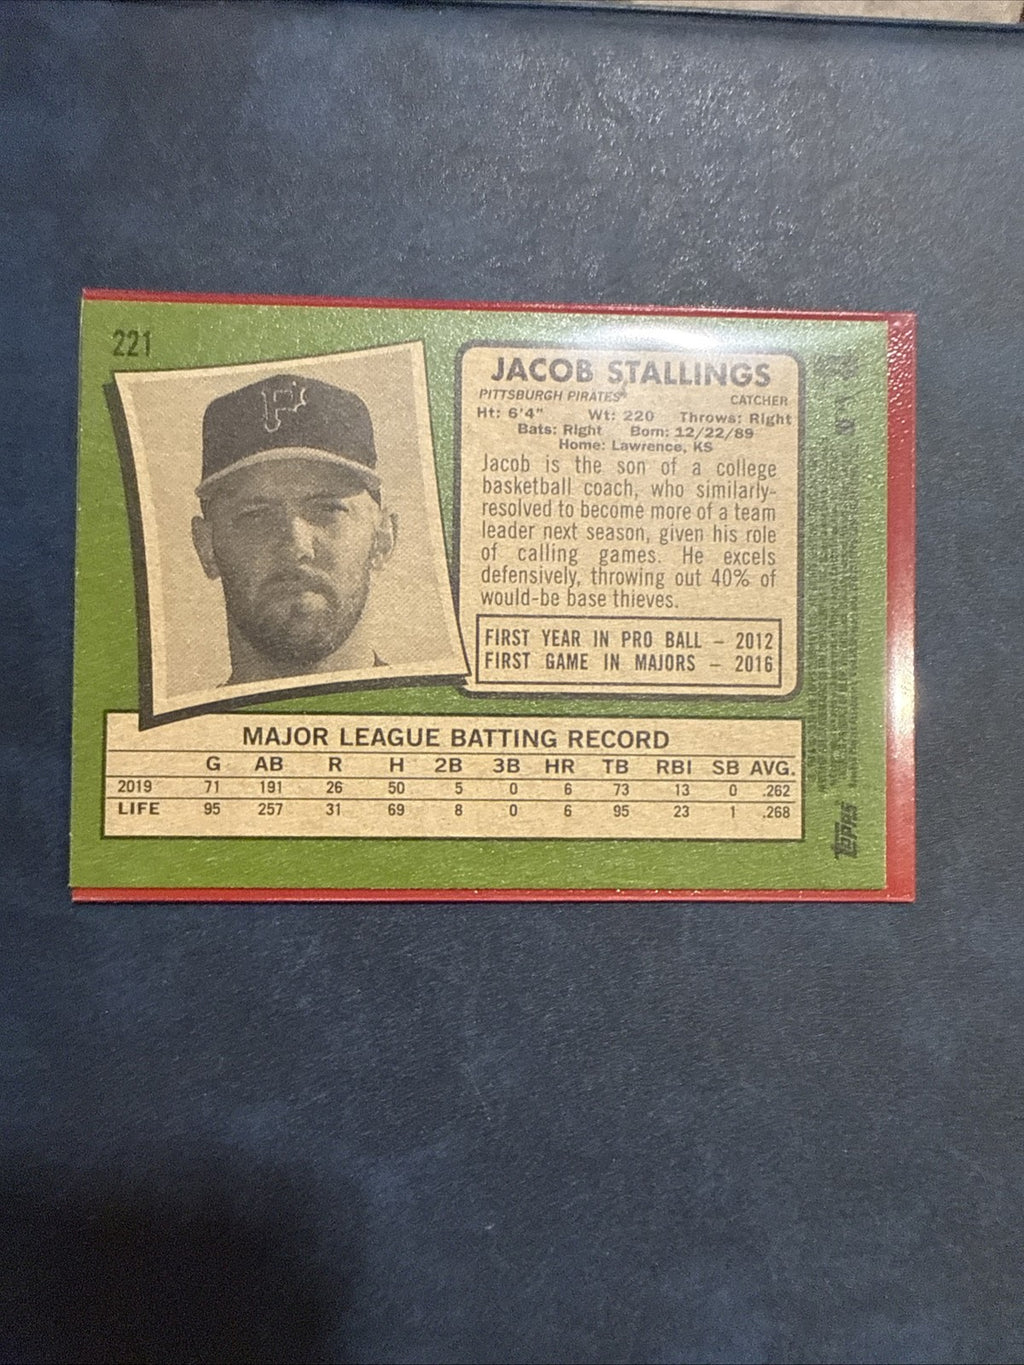 221
JACOB STALLINGS
PITTSBURGH PIRATES® CATCHER
Ht: 6'4" Wt: 220 Throws: Right
Bats: Right Born: 12/22/89
Home: Lawrence, KS
Jacob is the son of a college
basketball coach, who similarly-
resolved to become more of a team
leader next season, given his role
of calling games. He excels
defensively, throwing out 40% of
would-be base thieves.
FIRST YEAR IN PRO BALL – 2012
FIRST GAME IN MAJORS – 2016
MAJOR LEAGUE BATTING RECORD
G AB R H 2B 3B HR TB RBI SB AVG.
2019 71 191 26 50 5 0 6 73 13 0 .262
LIFE 95 257 31 69 8 0 6 95 23 1 .268
TOPPS